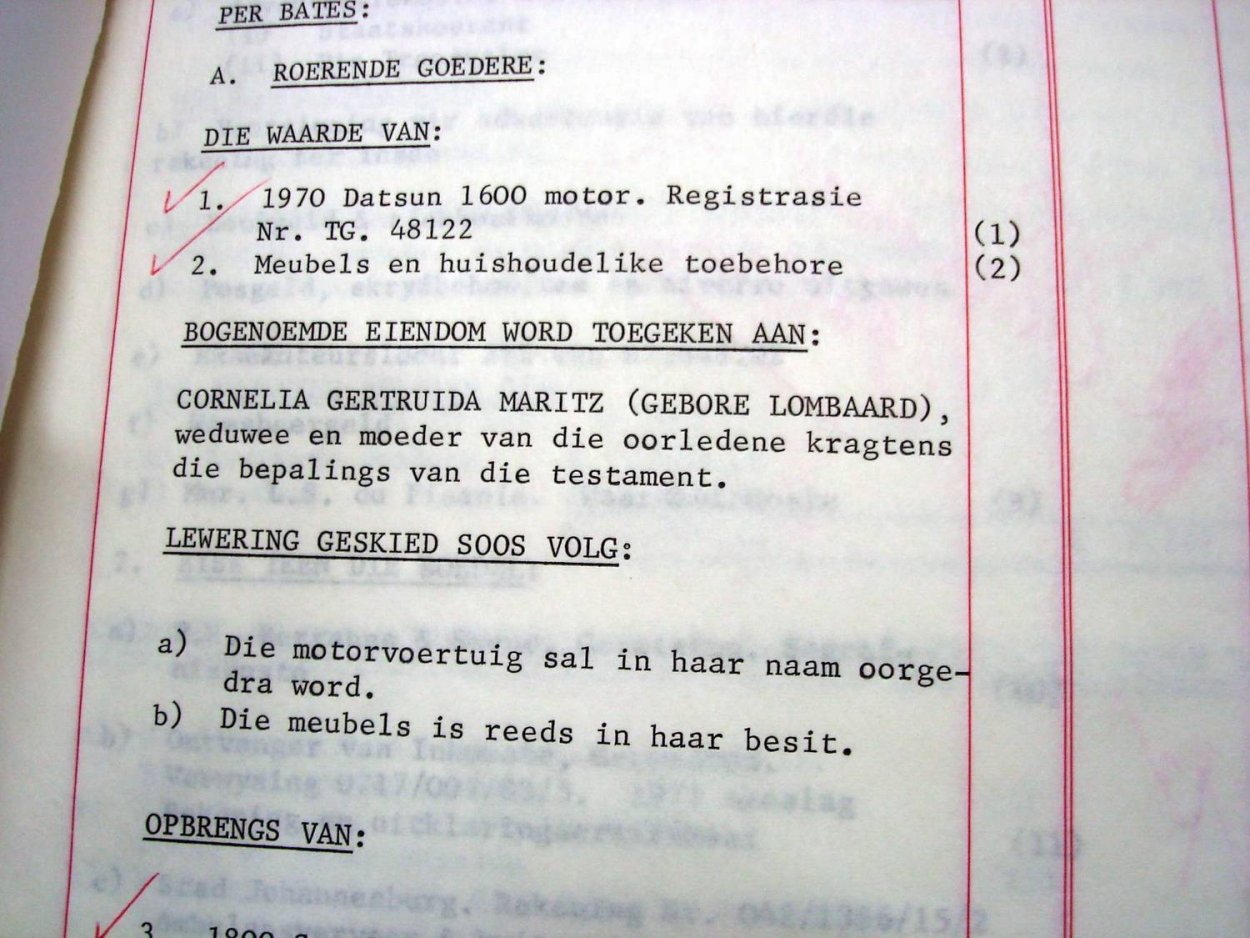 PER BATES:
A. ROERENDE GOEDERE:
DIE WAARDE VAN:
1. 1970 Datsun 1600 motor. Registrasie
Nr. TG. 48122 (1)
2. Meubels en huishoudelike toebehore (2)
BOGENOEMDE EIENDOM WORD TOEGEKEN AAN:
CORNELIA GERTRUIDA MARITZ (GEBORE LOMBAARD),
weduwee en moeder van die oorledene kragtens
die bepalings van die testament.
LEWERING GESKIED SOOS VOLG:
a) Die motorvoertuig sal in haar naam oorge-
dra word.
b) Die meubels is reeds in haar besit.
OPBRENGS VAN:
3. 1800